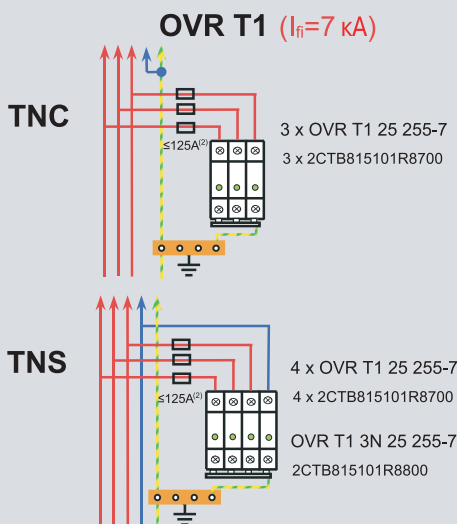 OVR T1 (Ifi=7 кА)
TNC
≤125A(2)
3 x OVR T1 25 255-7
3 x 2CTB815101R8700
TNS
≤125A(2)
4 x OVR T1 25 255-7
4 x 2CTB815101R8700
OVR T1 3N 25 255-7
2CTB815101R8800